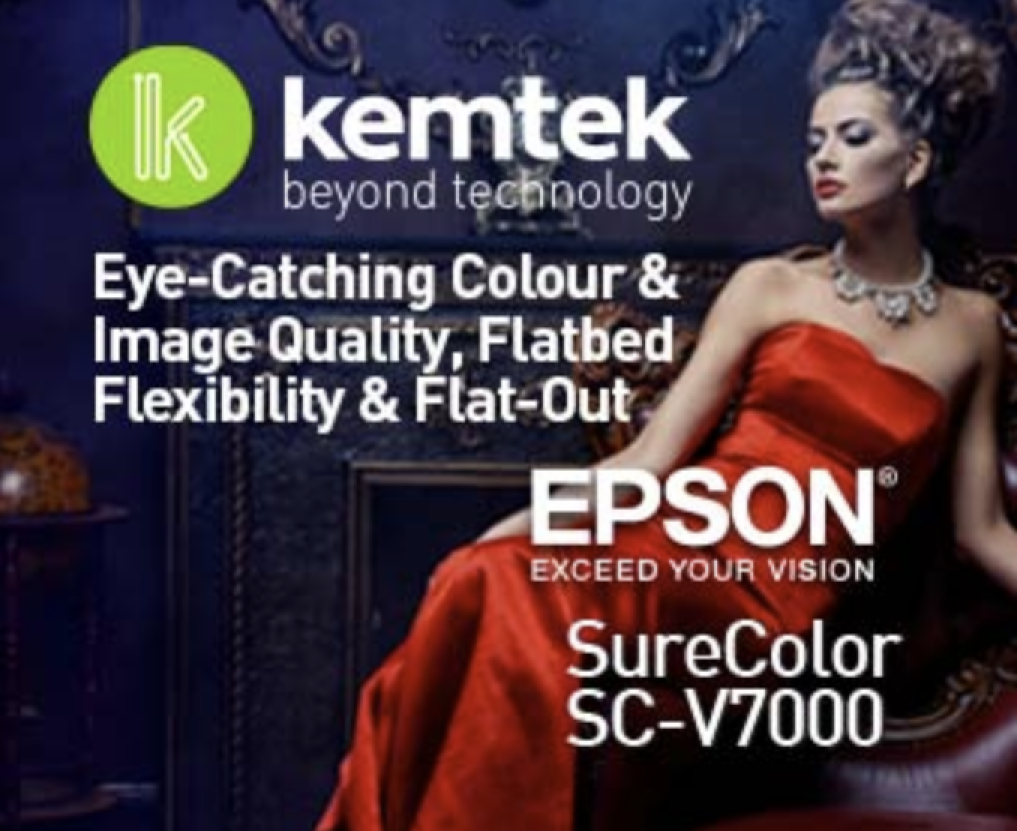 k
kemtek
beyond technology
Eye-Catching Colour &
Image Quality, Flatbed
Flexibility & Flat-Out
EPSON®
EXCEED YOUR VISION
SureColor
SC-V7000